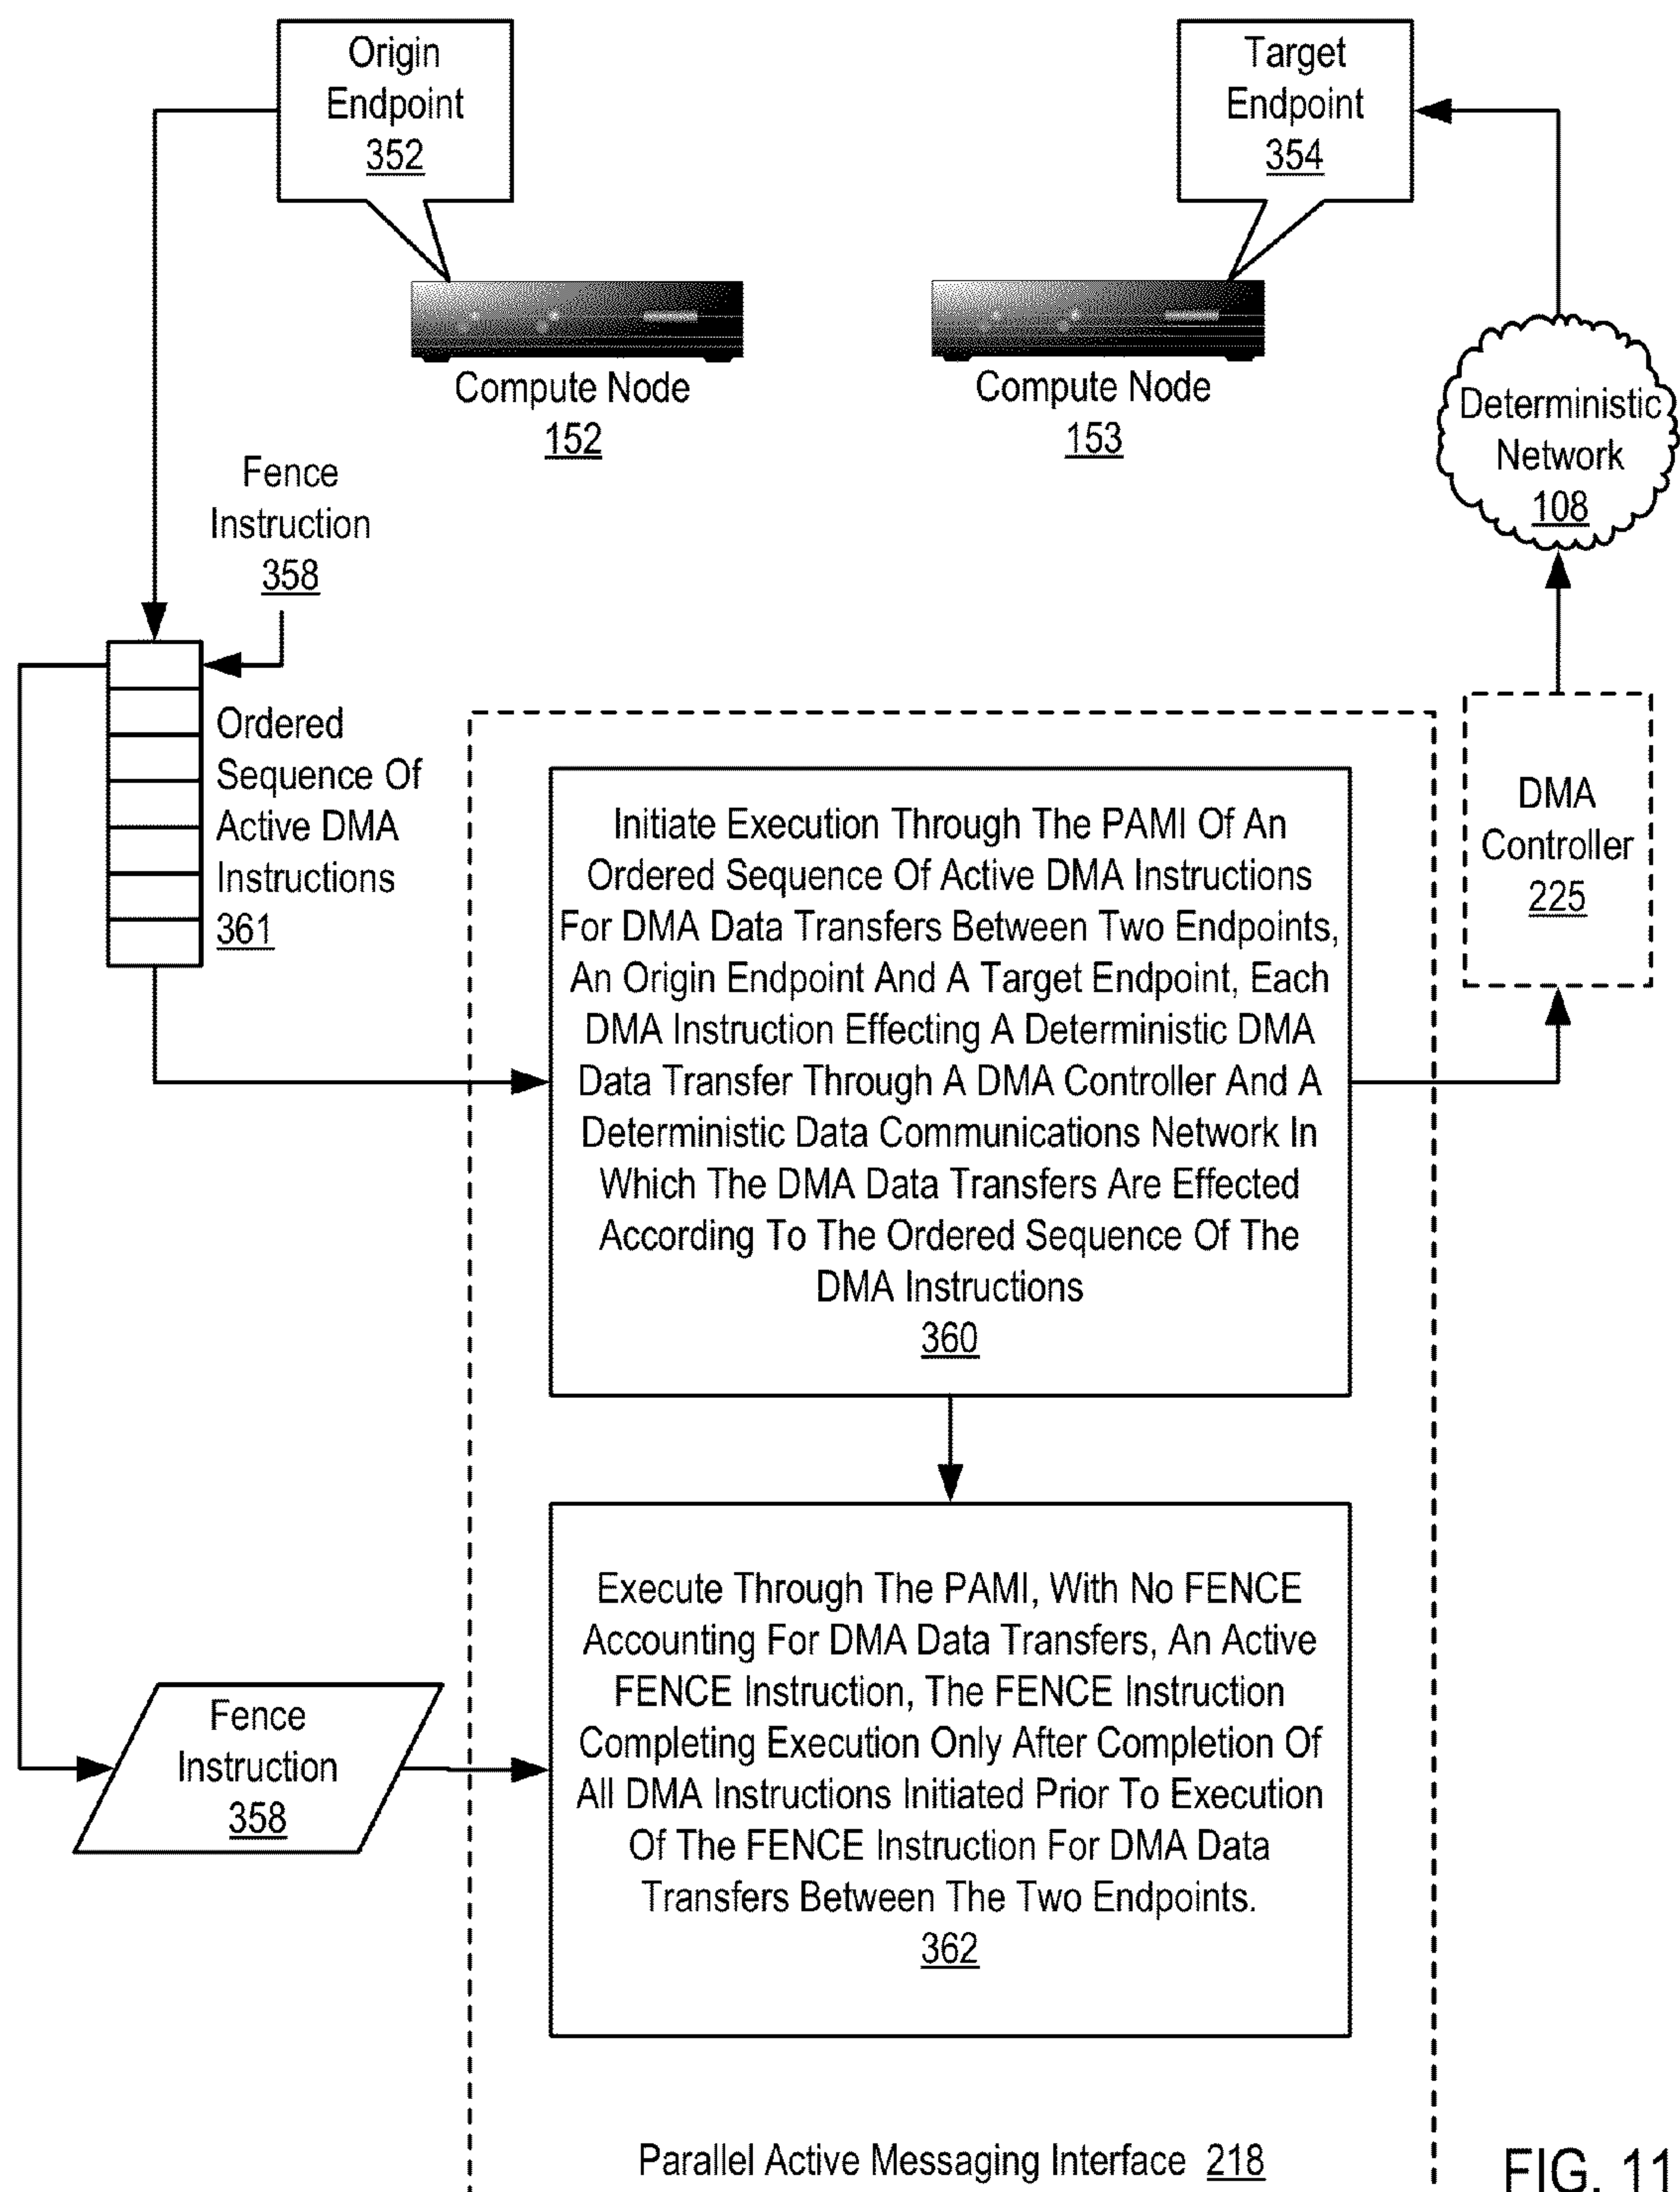 Origin
Endpoint
352
Target
Endpoint
354
Compute Node
152
Compute Node
153
Deterministic
Network
108
Fence
Instruction
358
Ordered
Sequence Of
Active DMA
Instructions
361
DMA
Controller
225
Initiate Execution Through The PAMI Of An
Ordered Sequence Of Active DMA Instructions
For DMA Data Transfers Between Two Endpoints,
An Origin Endpoint And A Target Endpoint, Each
DMA Instruction Effecting A Deterministic DMA
Data Transfer Through A DMA Controller And A
Deterministic Data Communications Network In
Which The DMA Data Transfers Are Effected
According To The Ordered Sequence Of The
DMA Instructions
360
Fence
Instruction
358
Execute Through The PAMI, With No FENCE
Accounting For DMA Data Transfers, An Active
FENCE Instruction, The FENCE Instruction
Completing Execution Only After Completion Of
All DMA Instructions Initiated Prior To Execution
Of The FENCE Instruction For DMA Data
Transfers Between The Two Endpoints.
362
Parallel Active Messaging Interface 218
FIG. 11